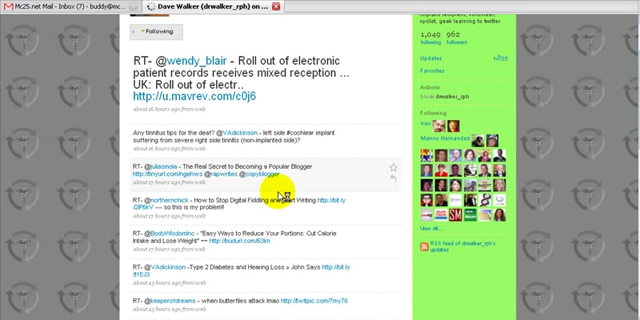 Mc25.net Mail - Inbox (7) - buddy@mc...
Dave Walker (drwalker_rph) on ...
Following
RT- @wendy_blair - Roll out of electronic
patient records receives mixed reception ...
UK: Roll out of electr..
http://u.mavrev.com/c0j6
about 16 hours ago from web
Any tinnitus tips for the deaf? @VAdickinson - left side #cochlear implant
suffering from severe right side tinnitis (non-implanted side)?
about 17 hours ago from web
RT- @juliasmola - The Real Secret to Becoming a Popular Blogger
http://tinyurl.com/ngehws @rapwrites @copyblogger
about 17 hours ago from web
RT- @northernchick - How to Stop Digital Fiddling and Start Writing http://bit.ly
/2P6kV --- so this is my problem!!
about 17 hours ago from web
RT- @BodyWisdomInc - "Easy Ways to Reduce Your Portions: Cut Calorie
Intake and Lose Weight" ~~ http://budurl.com/63kn
about 17 hours ago from web
RT- @VAdickinson -Type 2 Diabetes and Hearing Loss » John Says http://bit.ly
/1EJ3
about 23 hours ago from web
RT- @keeperofdreams - when butterflies attack lmao http://twitpic.com/7my76
about 23 hours ago from web
implant recipient, volunteer,
cyclist, geek learning to twitter
1,049 962
following followers
Updates
Favorites
Actions
block drwalker_rph
Following
Kev
Manny Hernandez
View All...
RSS feed of drwalker_rph's
updates